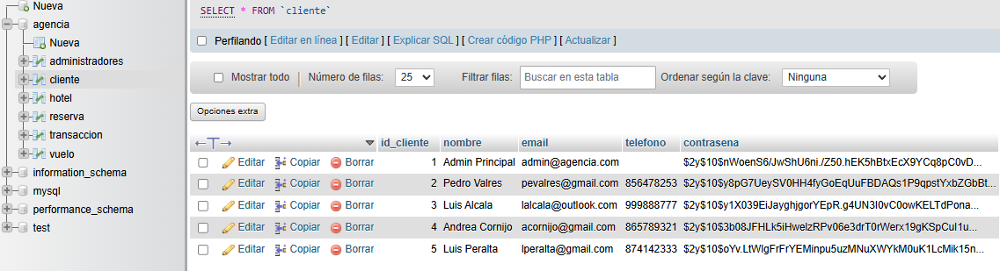 Nueva
agencia
Nueva
administradores
cliente
hotel
reserva
transaccion
vuelo
information_schema
mysql
performance_schema
test
SELECT * FROM `cliente`
Perfilando [ Editar en línea ] [ Editar ] [ Explicar SQL ] [ Crear código PHP ] [ Actualizar ]
Mostrar todo Número de filas: 25 Filtrar filas: Buscar en esta tabla Ordenar según la clave: Ninguna
Opciones extra
←T→ id_cliente nombre email telefono contrasena
Editar Copiar Borrar 1 Admin Principal admin@agencia.com $2y$10$nWoenS6/JwShU6ni./Z50.hEK5hBtxEcX9YCq8pC0vD...
Editar Copiar Borrar 2 Pedro Valres pevalres@gmail.com 856478253 $2y$10$y8pG7UeySV0HH4fyGoEqUuFBDAQs1P9qpstYxbZGbBt...
Editar Copiar Borrar 3 Luis Alcala lalcala@outlook.com 999888777 $2y$10$y1X039EiJayghjgorYEpR.g4UN3I0vC0owKELTdPona...
Editar Copiar Borrar 4 Andrea Cornijo acornijo@gmail.com 865789321 $2y$10$3b08JFHLk5iHwelzRPv06e3drT0rWerx19gKSpCul1u...
Editar Copiar Borrar 5 Luis Peralta lperalta@gmail.com 874142333 $2y$10$oYv.LtWlgFrFrYEMinpu5uzMNuXWYkM0uK1LcMik15n...